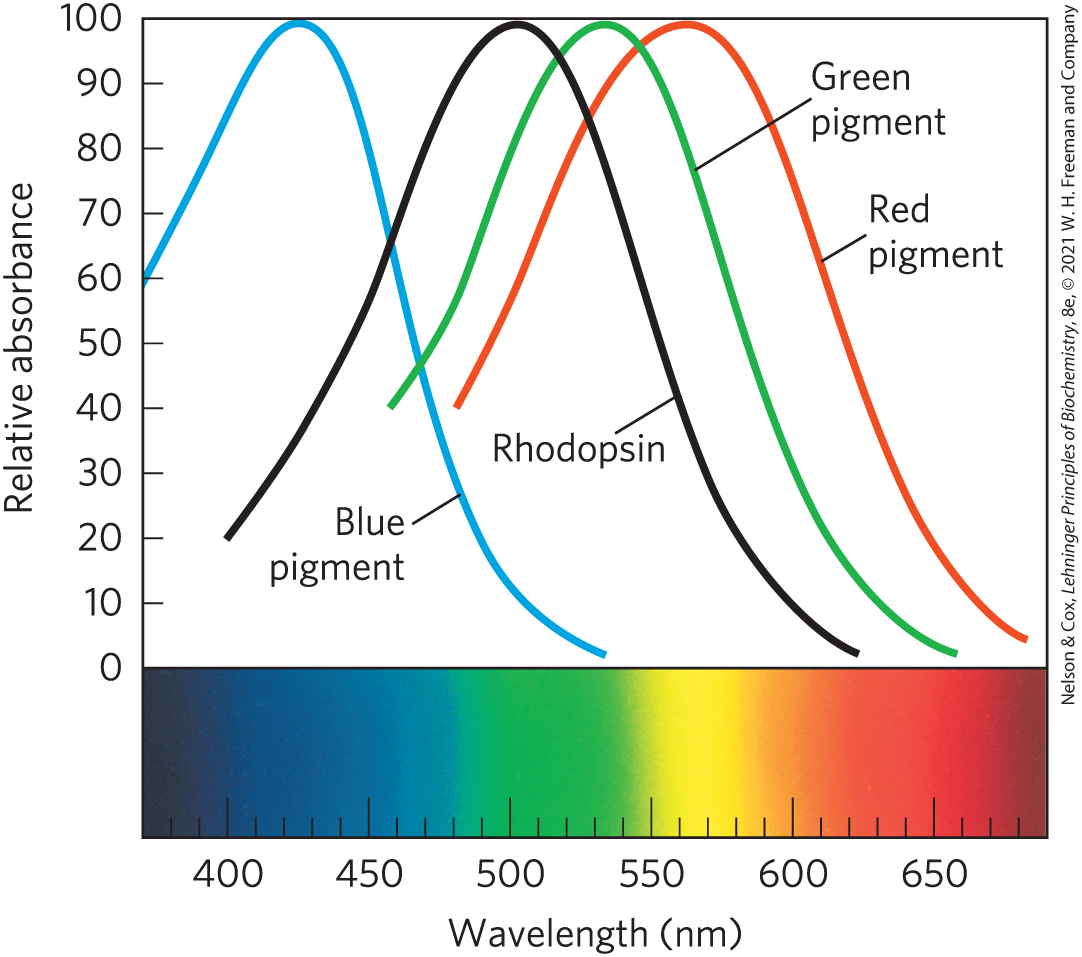 100
90
80
70
60
50
40
30
20
10
0
Relative absorbance
Green
pigment
Red
pigment
Rhodopsin
Blue
pigment
400 450 500 550 600 650
Wavelength (nm)
Nelson & Cox, Lehninger Principles of Biochemistry, 8e, © 2021 W. H. Freeman and Company